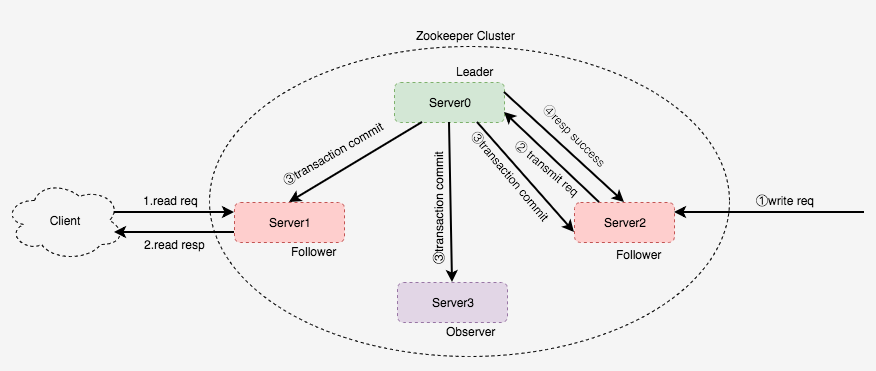 Zookeeper Cluster
Leader
Server0
④resp success
② transmit req
③transaction commit
③transaction commit
③transaction commit
1.read req
Client
2.read resp
Server1
Follower
Server2
Follower
①write req
Server3
Observer